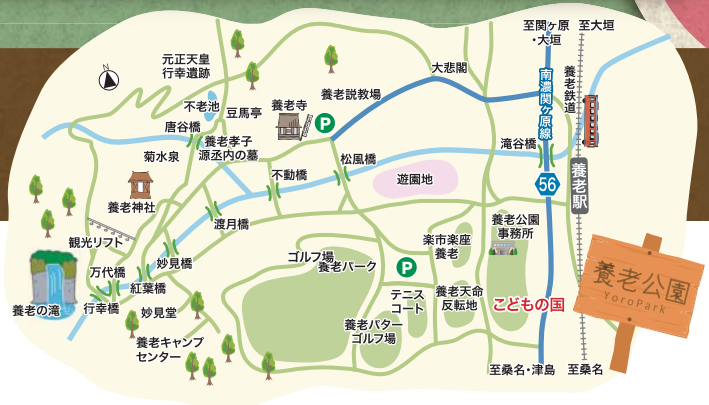 至関ヶ原
・大垣
至大垣
元正天皇
行幸遺跡
大悲閣
南濃関ヶ原線
養老鉄道
不老池
豆馬亭
養老寺
養老説教場
P
唐谷橋
養老孝子
源丞内の墓
菊水泉
松風橋
滝谷橋
不動橋
遊園地
56
養老駅
養老神社
渡月橋
養老公園
事務所
観光リフト
妙見橋
楽市楽座
養老
養老公園
YoroPark
ゴルフ場
養老パーク
P
万代橋
紅葉橋
養老の滝
行幸橋
妙見堂
テニス
コート
養老天命
反転地
こどもの国
養老パター
ゴルフ場
養老キャンプ
センター
至桑名・津島
至桑名